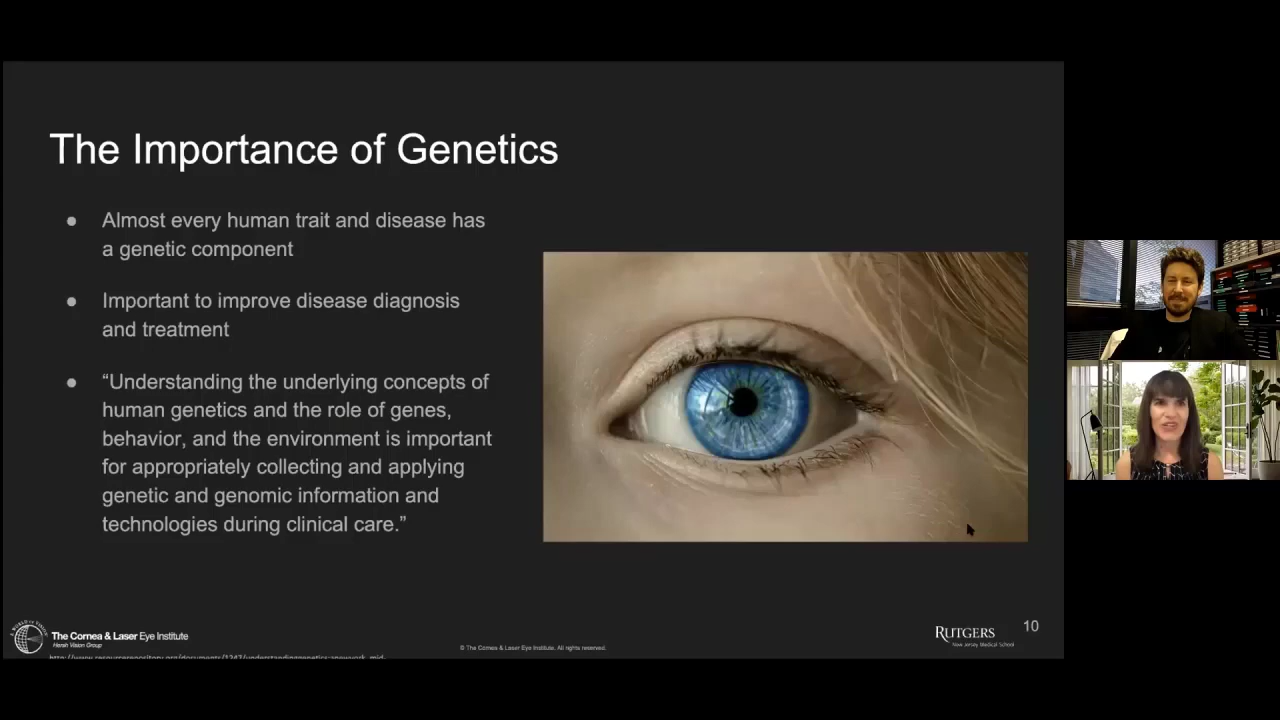 The Importance of Genetics
Almost every human trait and disease has
a genetic component
Important to improve disease diagnosis
and treatment
“Understanding the underlying concepts of
human genetics and the role of genes,
behavior, and the environment is important
for appropriately collecting and applying
genetic and genomic information and
technologies during clinical care.”
A WORLD OF VISION
The Cornea & Laser Eye Institute
Hersh Vision Group
© The Cornea & Laser Eye Institute. All rights reserved.
RUTGERS
New Jersey Medical School
10